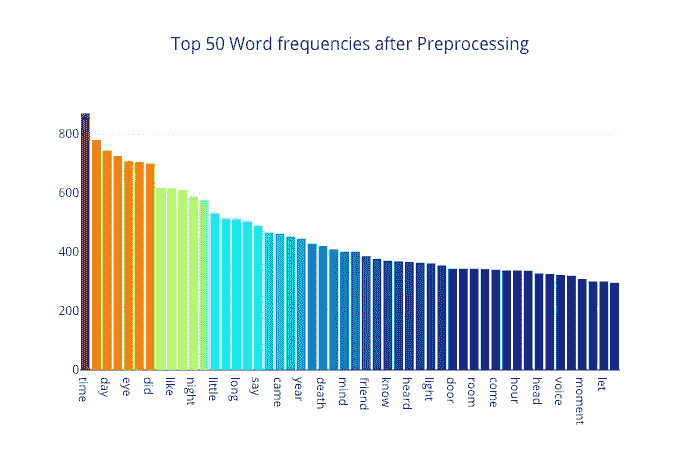 Top 50 Word frequencies after Preprocessing
800
600
400
200
0
time
day
eye
did
like
night
little
long
say
came
year
death
mind
friend
know
heard
light
door
room
come
hour
head
voice
moment
let